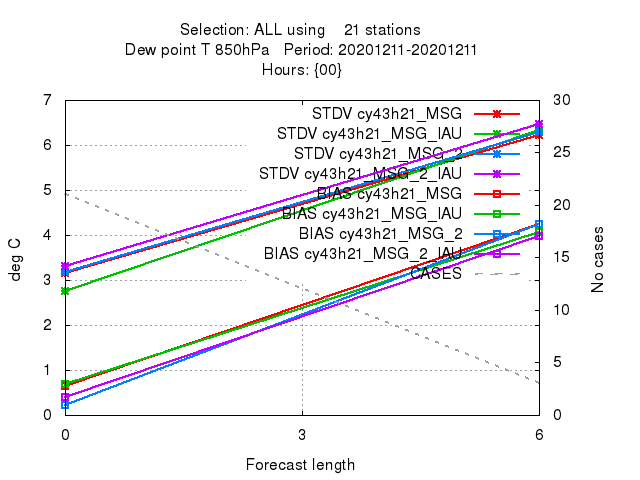 Selection: ALL using 21 stations
Dew point T 850hPa Period: 20201211-20201211
Hours: {00}
7 30
STDV cy43h21_MSG
STDV cy43h21_MSG_IAU
6 25
STDV cy43h21_MSG_2
STDV cy43h21_MSG_2_IAU
5 20
BIAS cy43h21_MSG
BIAS cy43h21_MSG_IAU
4
BIAS cy43h21_MSG_2
BIAS cy43h21_MSG_2_IAU
15
CASES
3
10
2
5
1
0 0
deg C
No cases
0 3 6
Forecast length